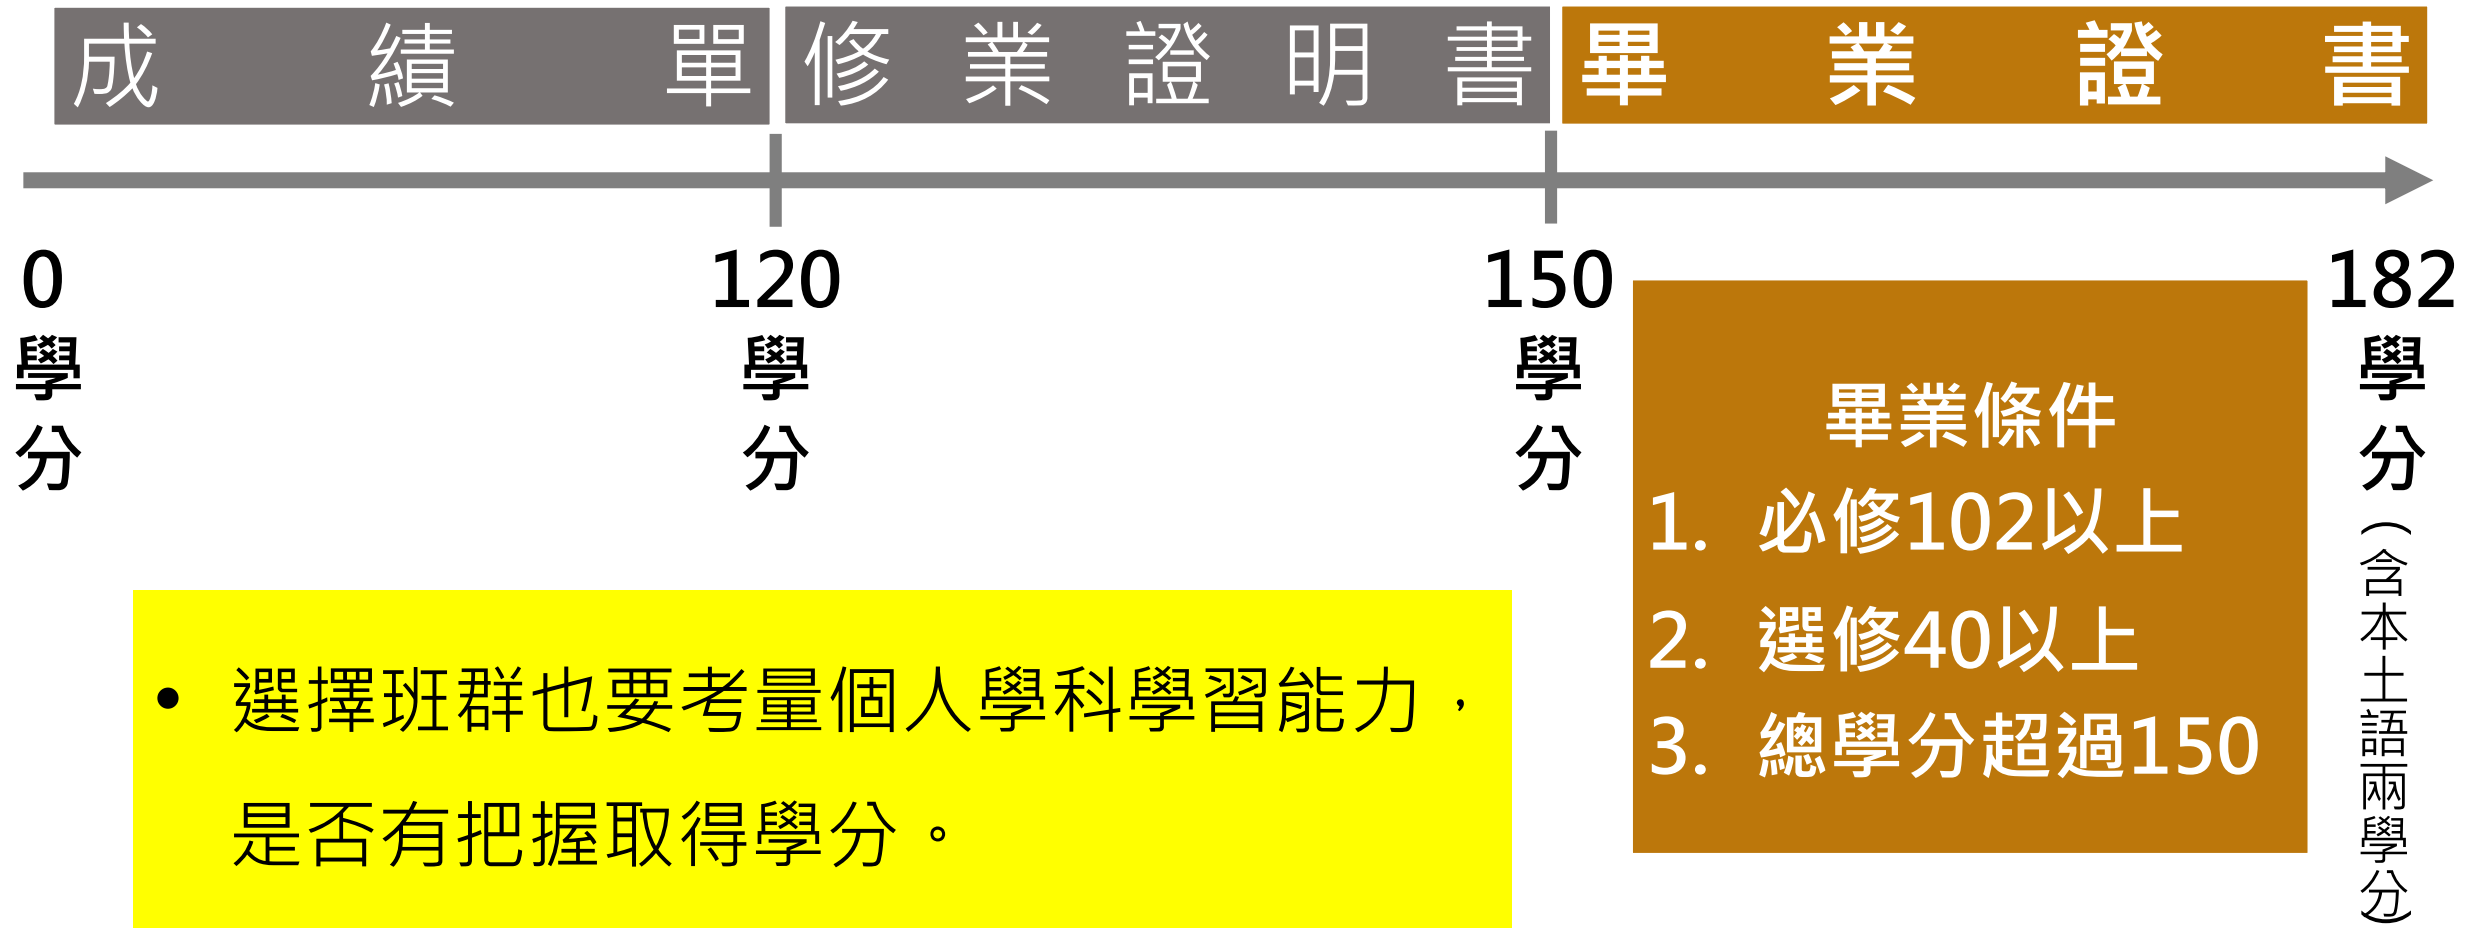 成績單
修業證明書
畢業證書
0
學
分
120
學
分
150
學
分
182
學
分
（含本土語兩學分）
畢業條件
1. 必修102以上
2. 選修40以上
3. 總學分超過150
• 選擇班群也要考量個人學科學習能力，
是否有把握取得學分。